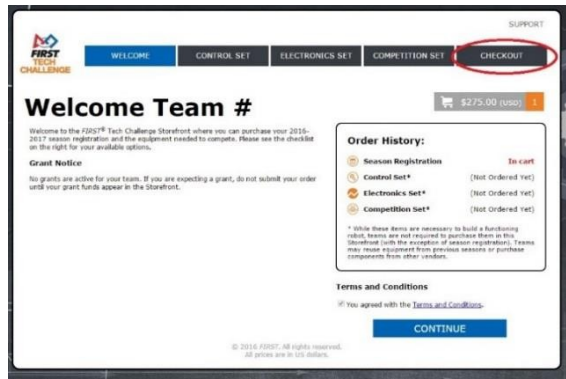 SUPPORT
FIRST
TECH
CHALLENGE
WELCOME
CONTROL SET
ELECTRONICS SET
COMPETITION SET
CHECKOUT
Welcome Team #
$275.00 (USD) 1
Welcome to the FIRST® Tech Challenge Storefront where you can purchase your 2016-
2017 season registration and the equipment needed to compete. Please see the checklist
on the right for your available options.
Grant Notice
No grants are active for your team. If you are expecting a grant, do not submit your order
until your grant funds appear in the Storefront.
Order History:
Season Registration In cart
Control Set* (Not Ordered Yet)
Electronics Set* (Not Ordered Yet)
Competition Set* (Not Ordered Yet)
* While these items are necessary to build a functioning
robot, teams are not required to purchase them in this
Storefront (with the exception of season registration). Teams
may reuse equipment from previous seasons or purchase
components from other vendors.
Terms and Conditions
You agreed with the Terms and Conditions.
CONTINUE
© 2016 FIRST. All rights reserved.
All prices are in US dollars.